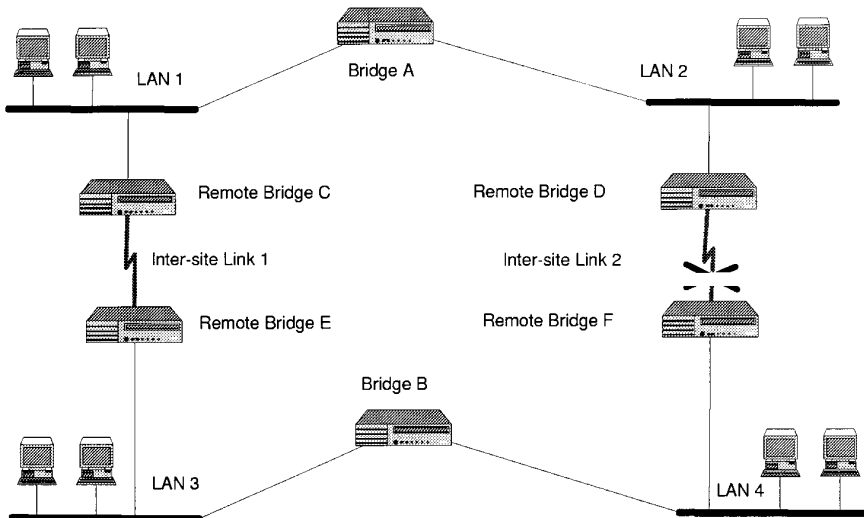 LAN 1
Bridge A
LAN 2
Remote Bridge C
Remote Bridge D
Inter-site Link 1
Inter-site Link 2
Remote Bridge E
Remote Bridge F
Bridge B
LAN 3
LAN 4